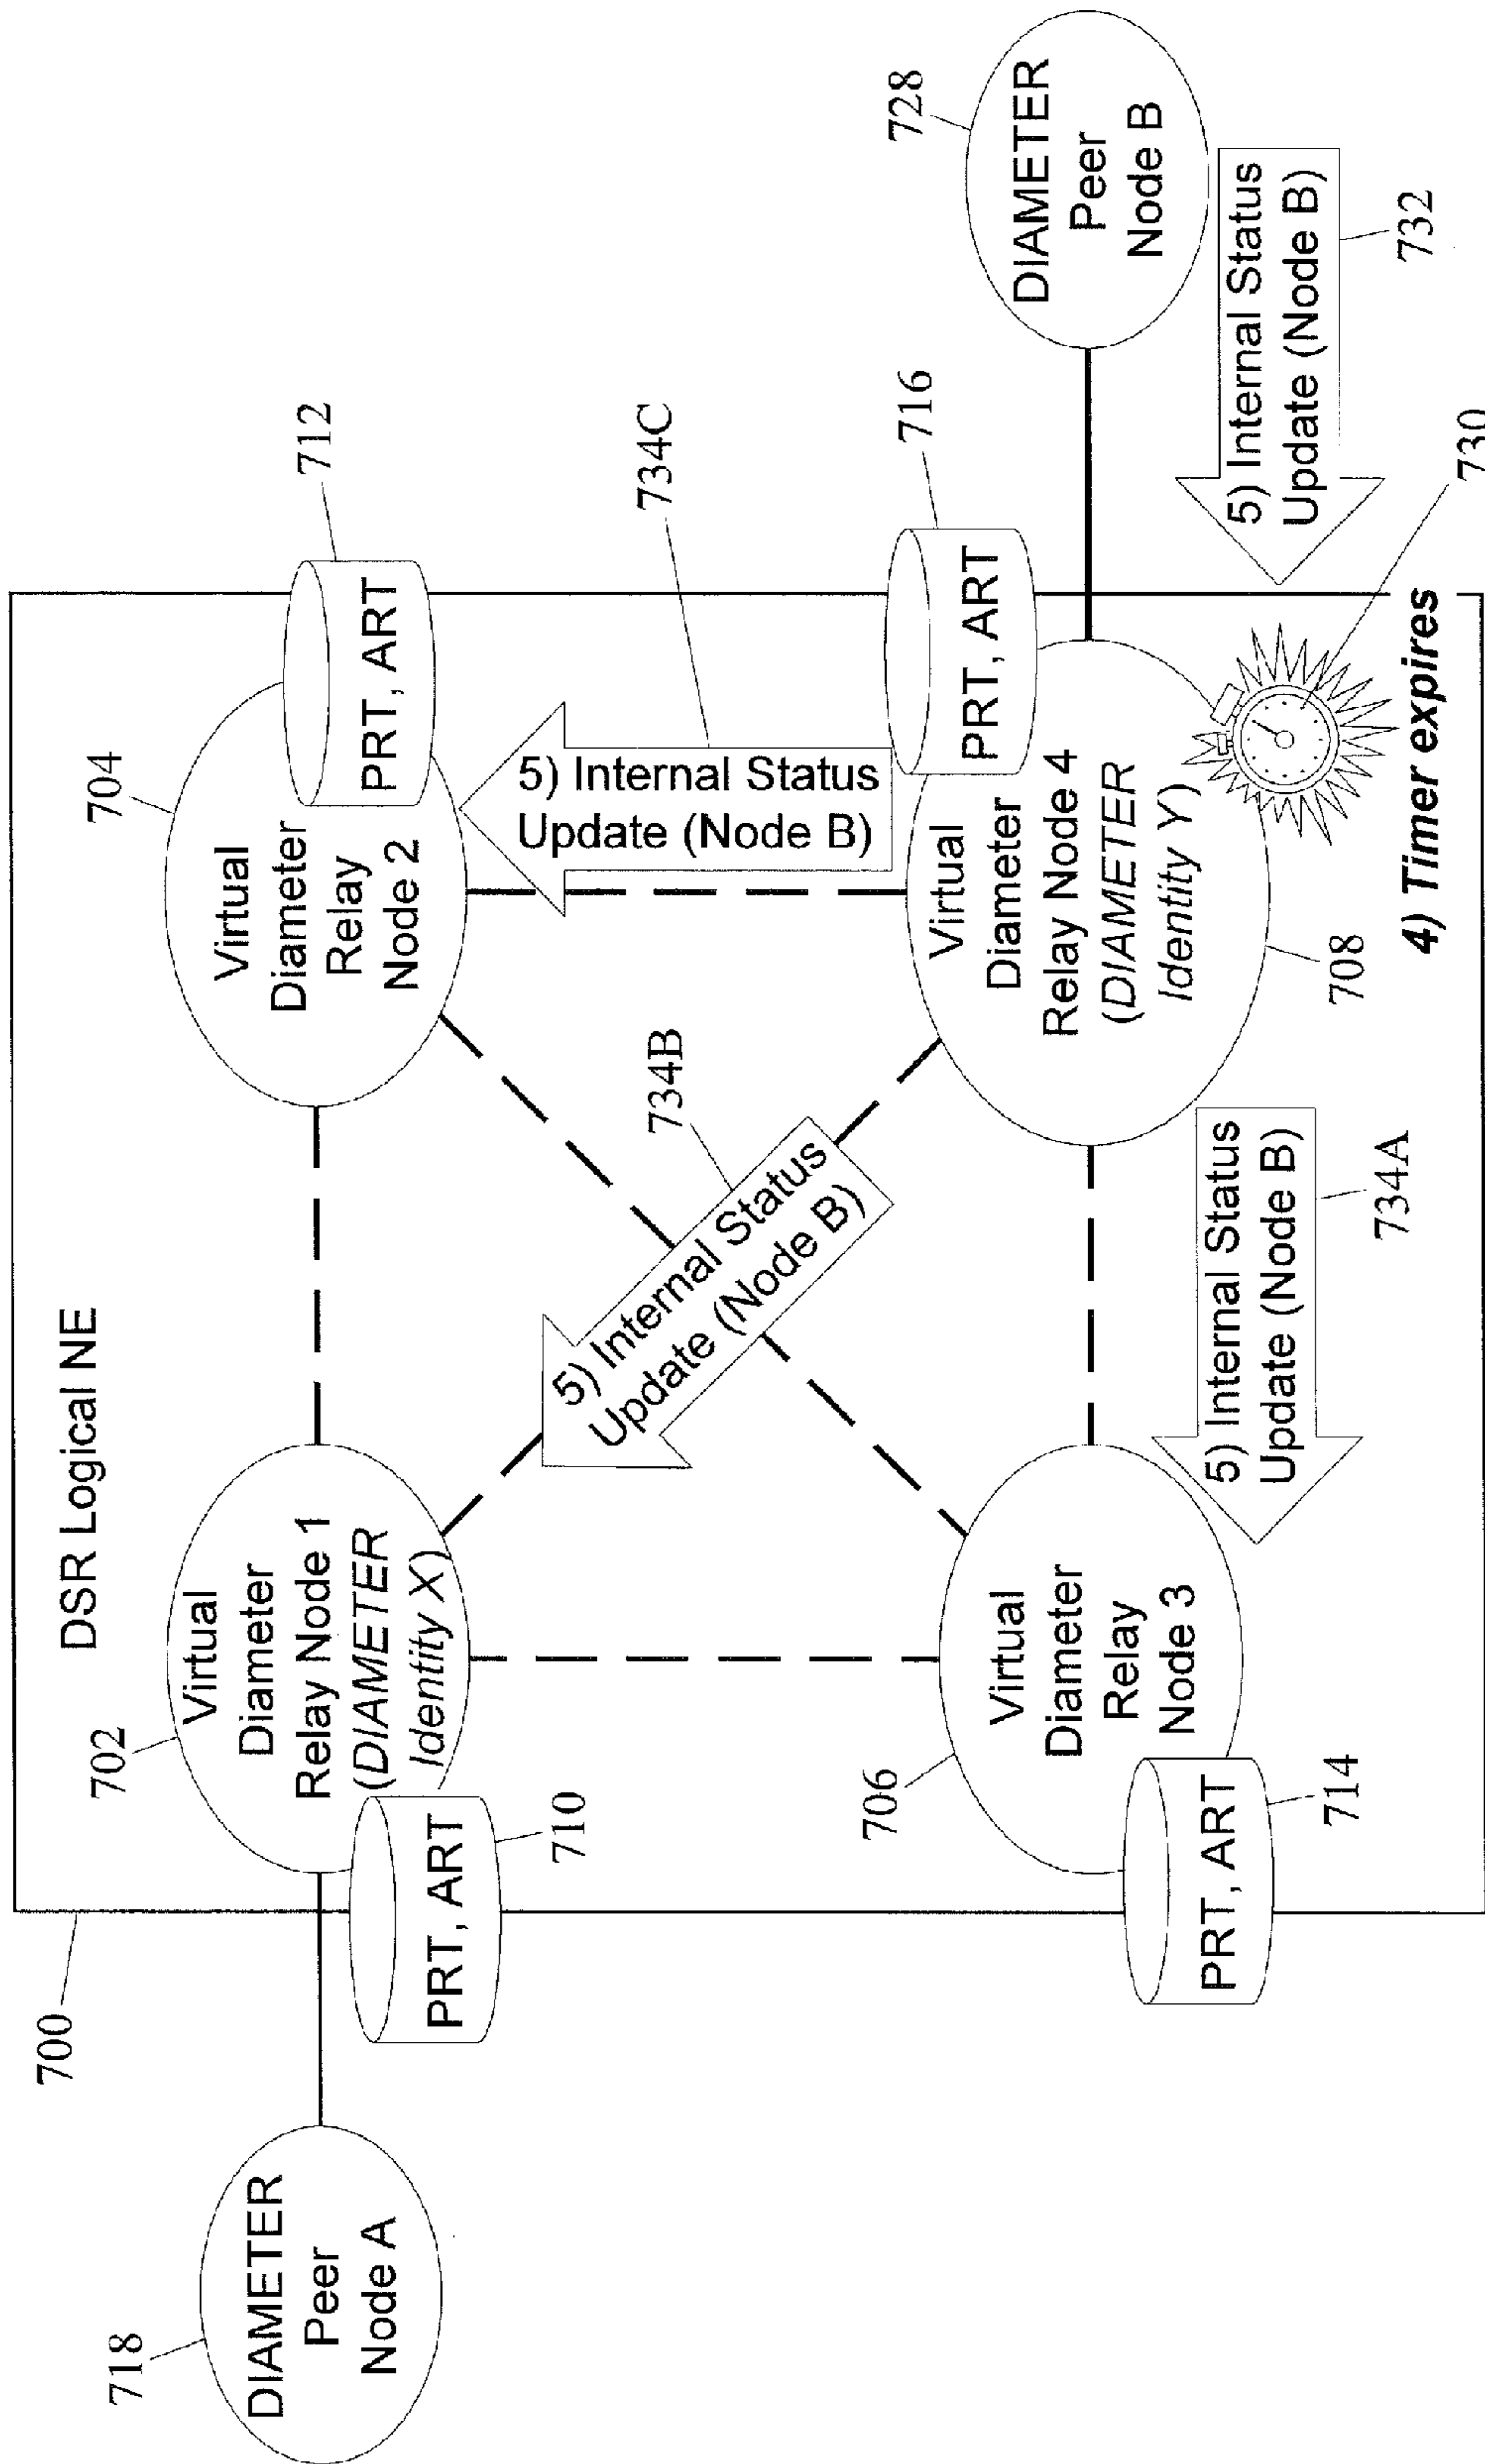 700
DSR Logical NE
718
DIAMETER
Peer
Node A
702
Virtual
Diameter
Relay Node 1
(DIAMETER
Identity X)
PRT, ART
710
704
Virtual
Diameter
Relay
Node 2
PRT, ART
712
734B
5) Internal Status
Update (Node B)
734C
5) Internal Status
Update (Node B)
706
Virtual
Diameter
Relay
Node 3
PRT, ART
714
Virtual
Diameter
Relay Node 4
(DIAMETER
Identity Y)
708
PRT, ART
716
728
DIAMETER
Peer
Node B
5) Internal Status
Update (Node B)
734A
4) Timer expires
730
5) Internal Status
Update (Node B)
732